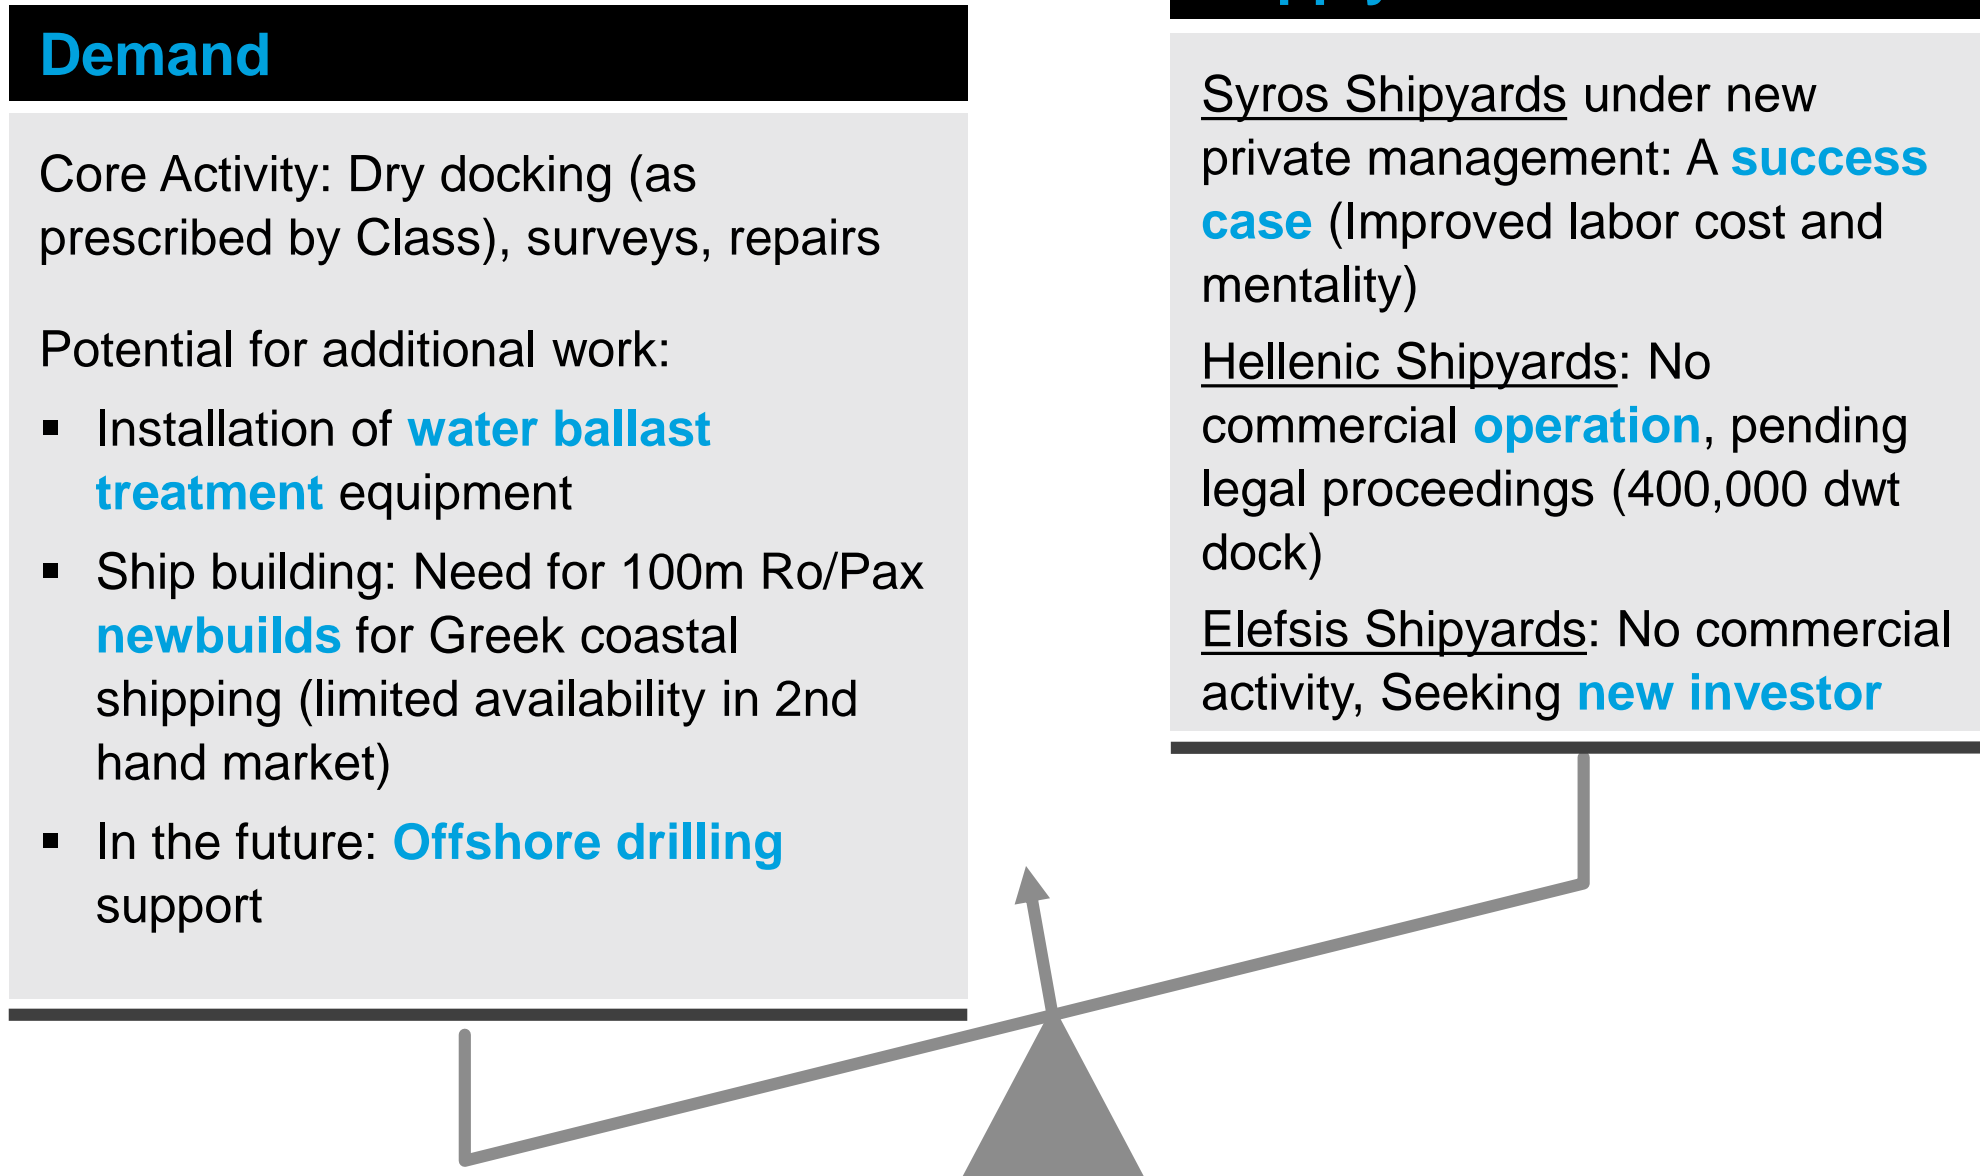 Demand
Core Activity: Dry docking (as
prescribed by Class), surveys, repairs
Potential for additional work:
▪ Installation of water ballast
treatment equipment
▪ Ship building: Need for 100m Ro/Pax
newbuilds for Greek coastal
shipping (limited availability in 2nd
hand market)
▪ In the future: Offshore drilling
support
Syros Shipyards under new
private management: A success
case (Improved labor cost and
mentality)
Hellenic Shipyards: No
commercial operation, pending
legal proceedings (400,000 dwt
dock)
Elefsis Shipyards: No commercial
activity, Seeking new investor